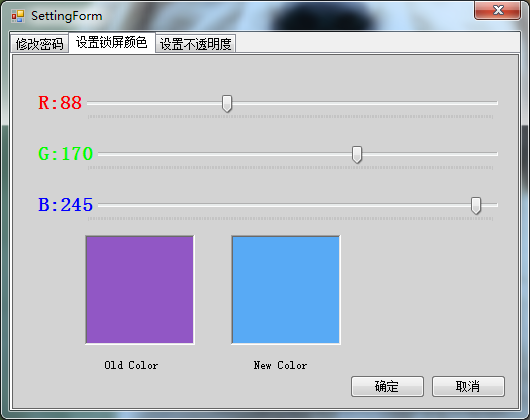 SettingForm
修改密码 设置锁屏颜色 设置不透明度
R:88
G:170
B:245
Old Color New Color
确定 取消